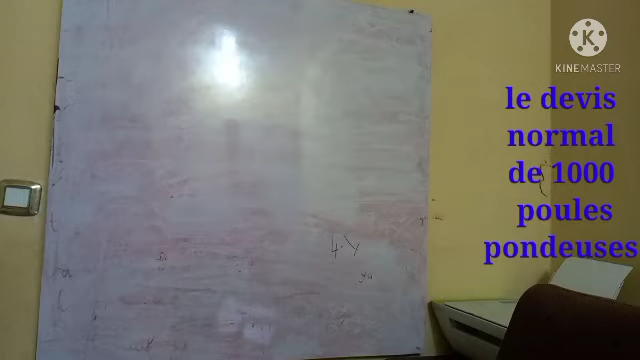 KINEMASTER
le devis
normal
de 1000
poules
pondeuses